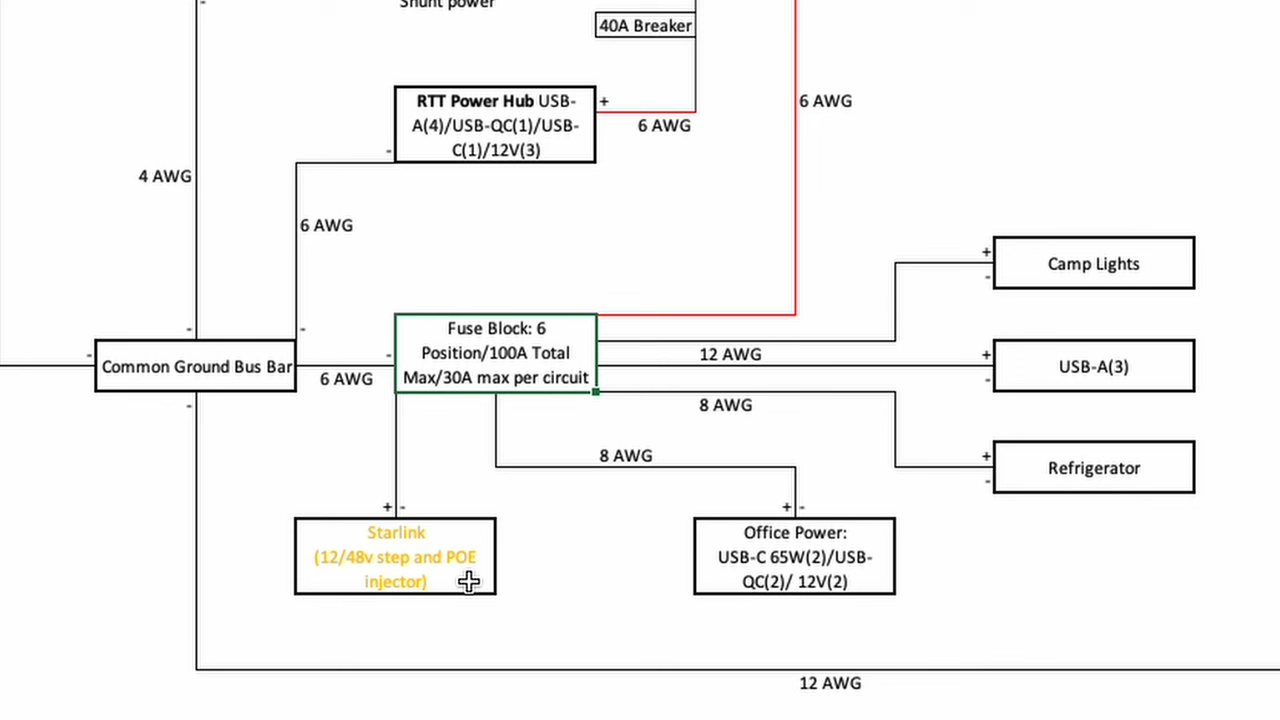 Shunt power
40A Breaker
RTT Power Hub USB-
A(4)/USB-QC(1)/USB-
C(1)/12V(3)
+
6 AWG
6 AWG
-
4 AWG
6 AWG
Camp Lights
+
-
Fuse Block: 6
Position/100A Total
Max/30A max per circuit
-
-
-
Common Ground Bus Bar
-
-
6 AWG
12 AWG
USB-A(3)
+
-
8 AWG
8 AWG
Refrigerator
+
-
+ -
Starlink
(12/48v step and POE
injector)
+ -
Office Power:
USB-C 65W(2)/USB-
QC(2)/ 12V(2)
12 AWG